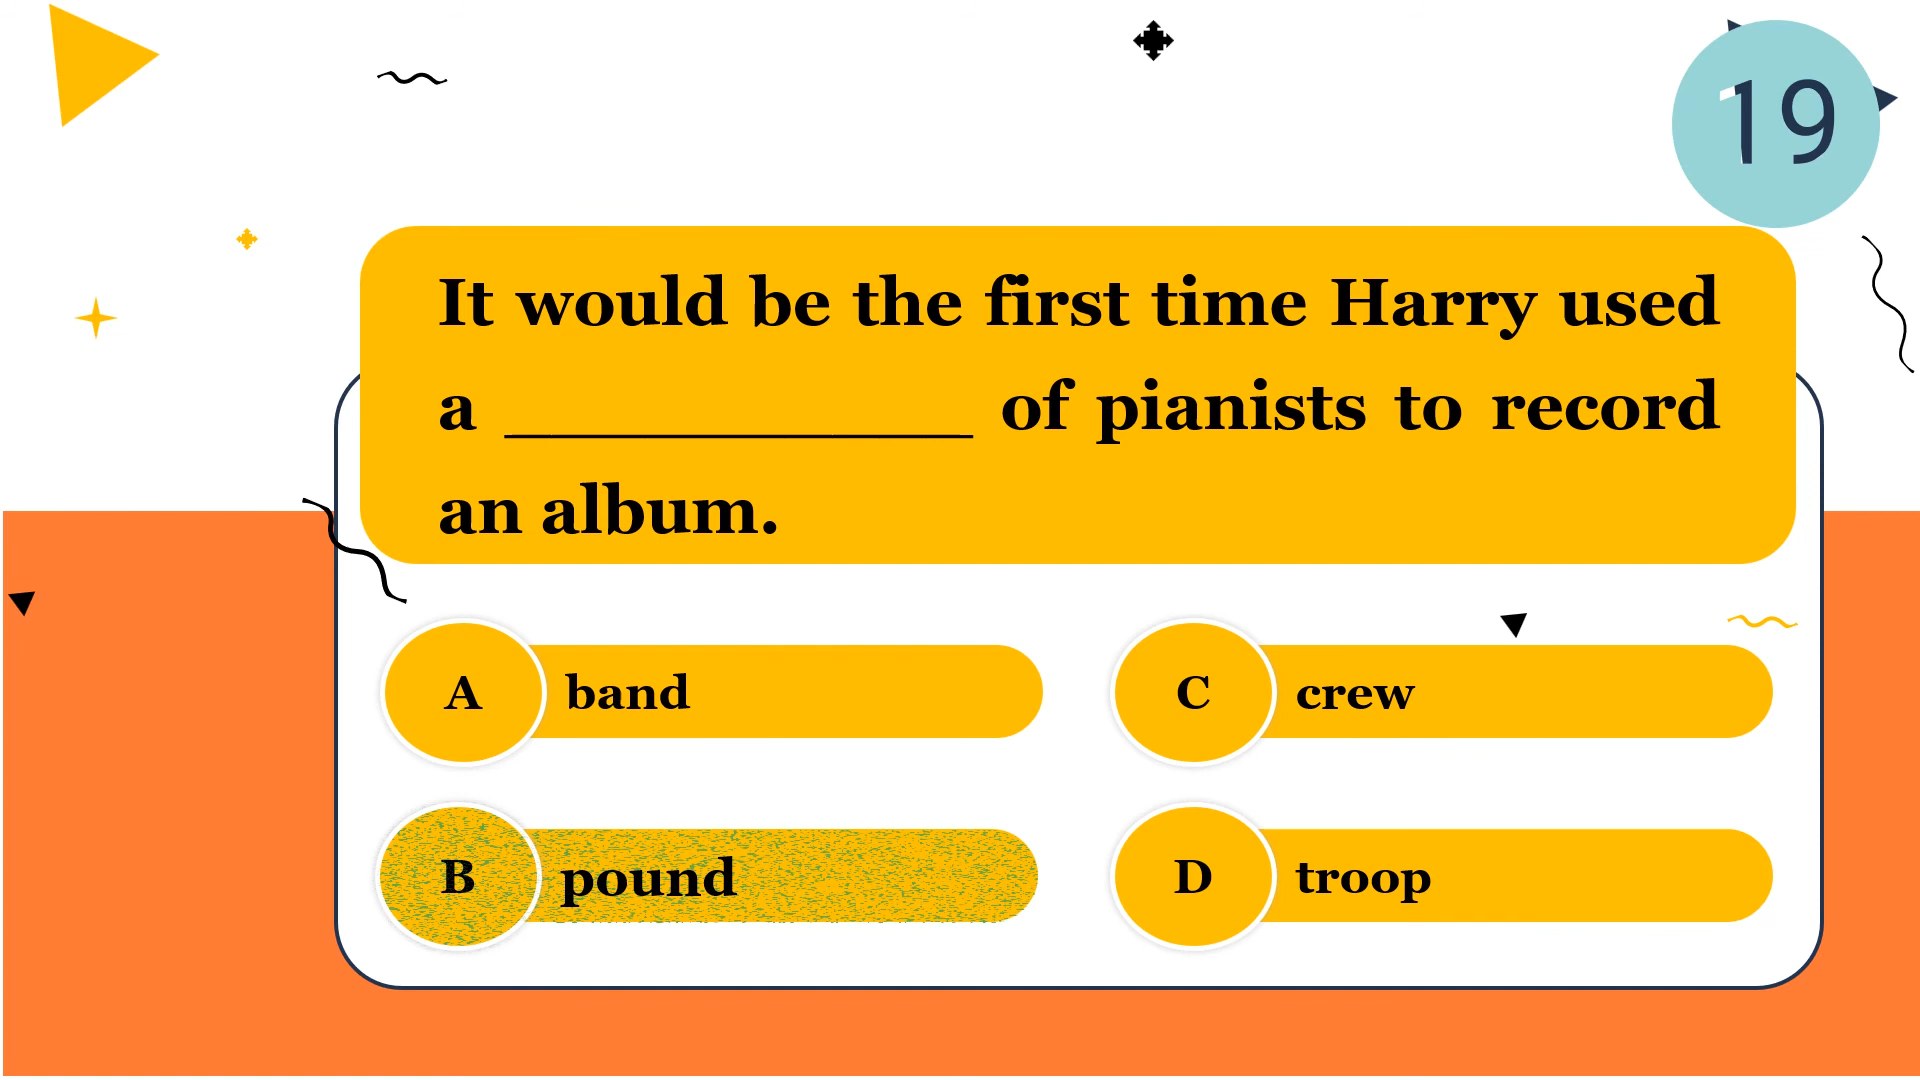 19
It would be the first time Harry used
a ______________ of pianists to record
an album.
A band
C crew
B pound
D troop